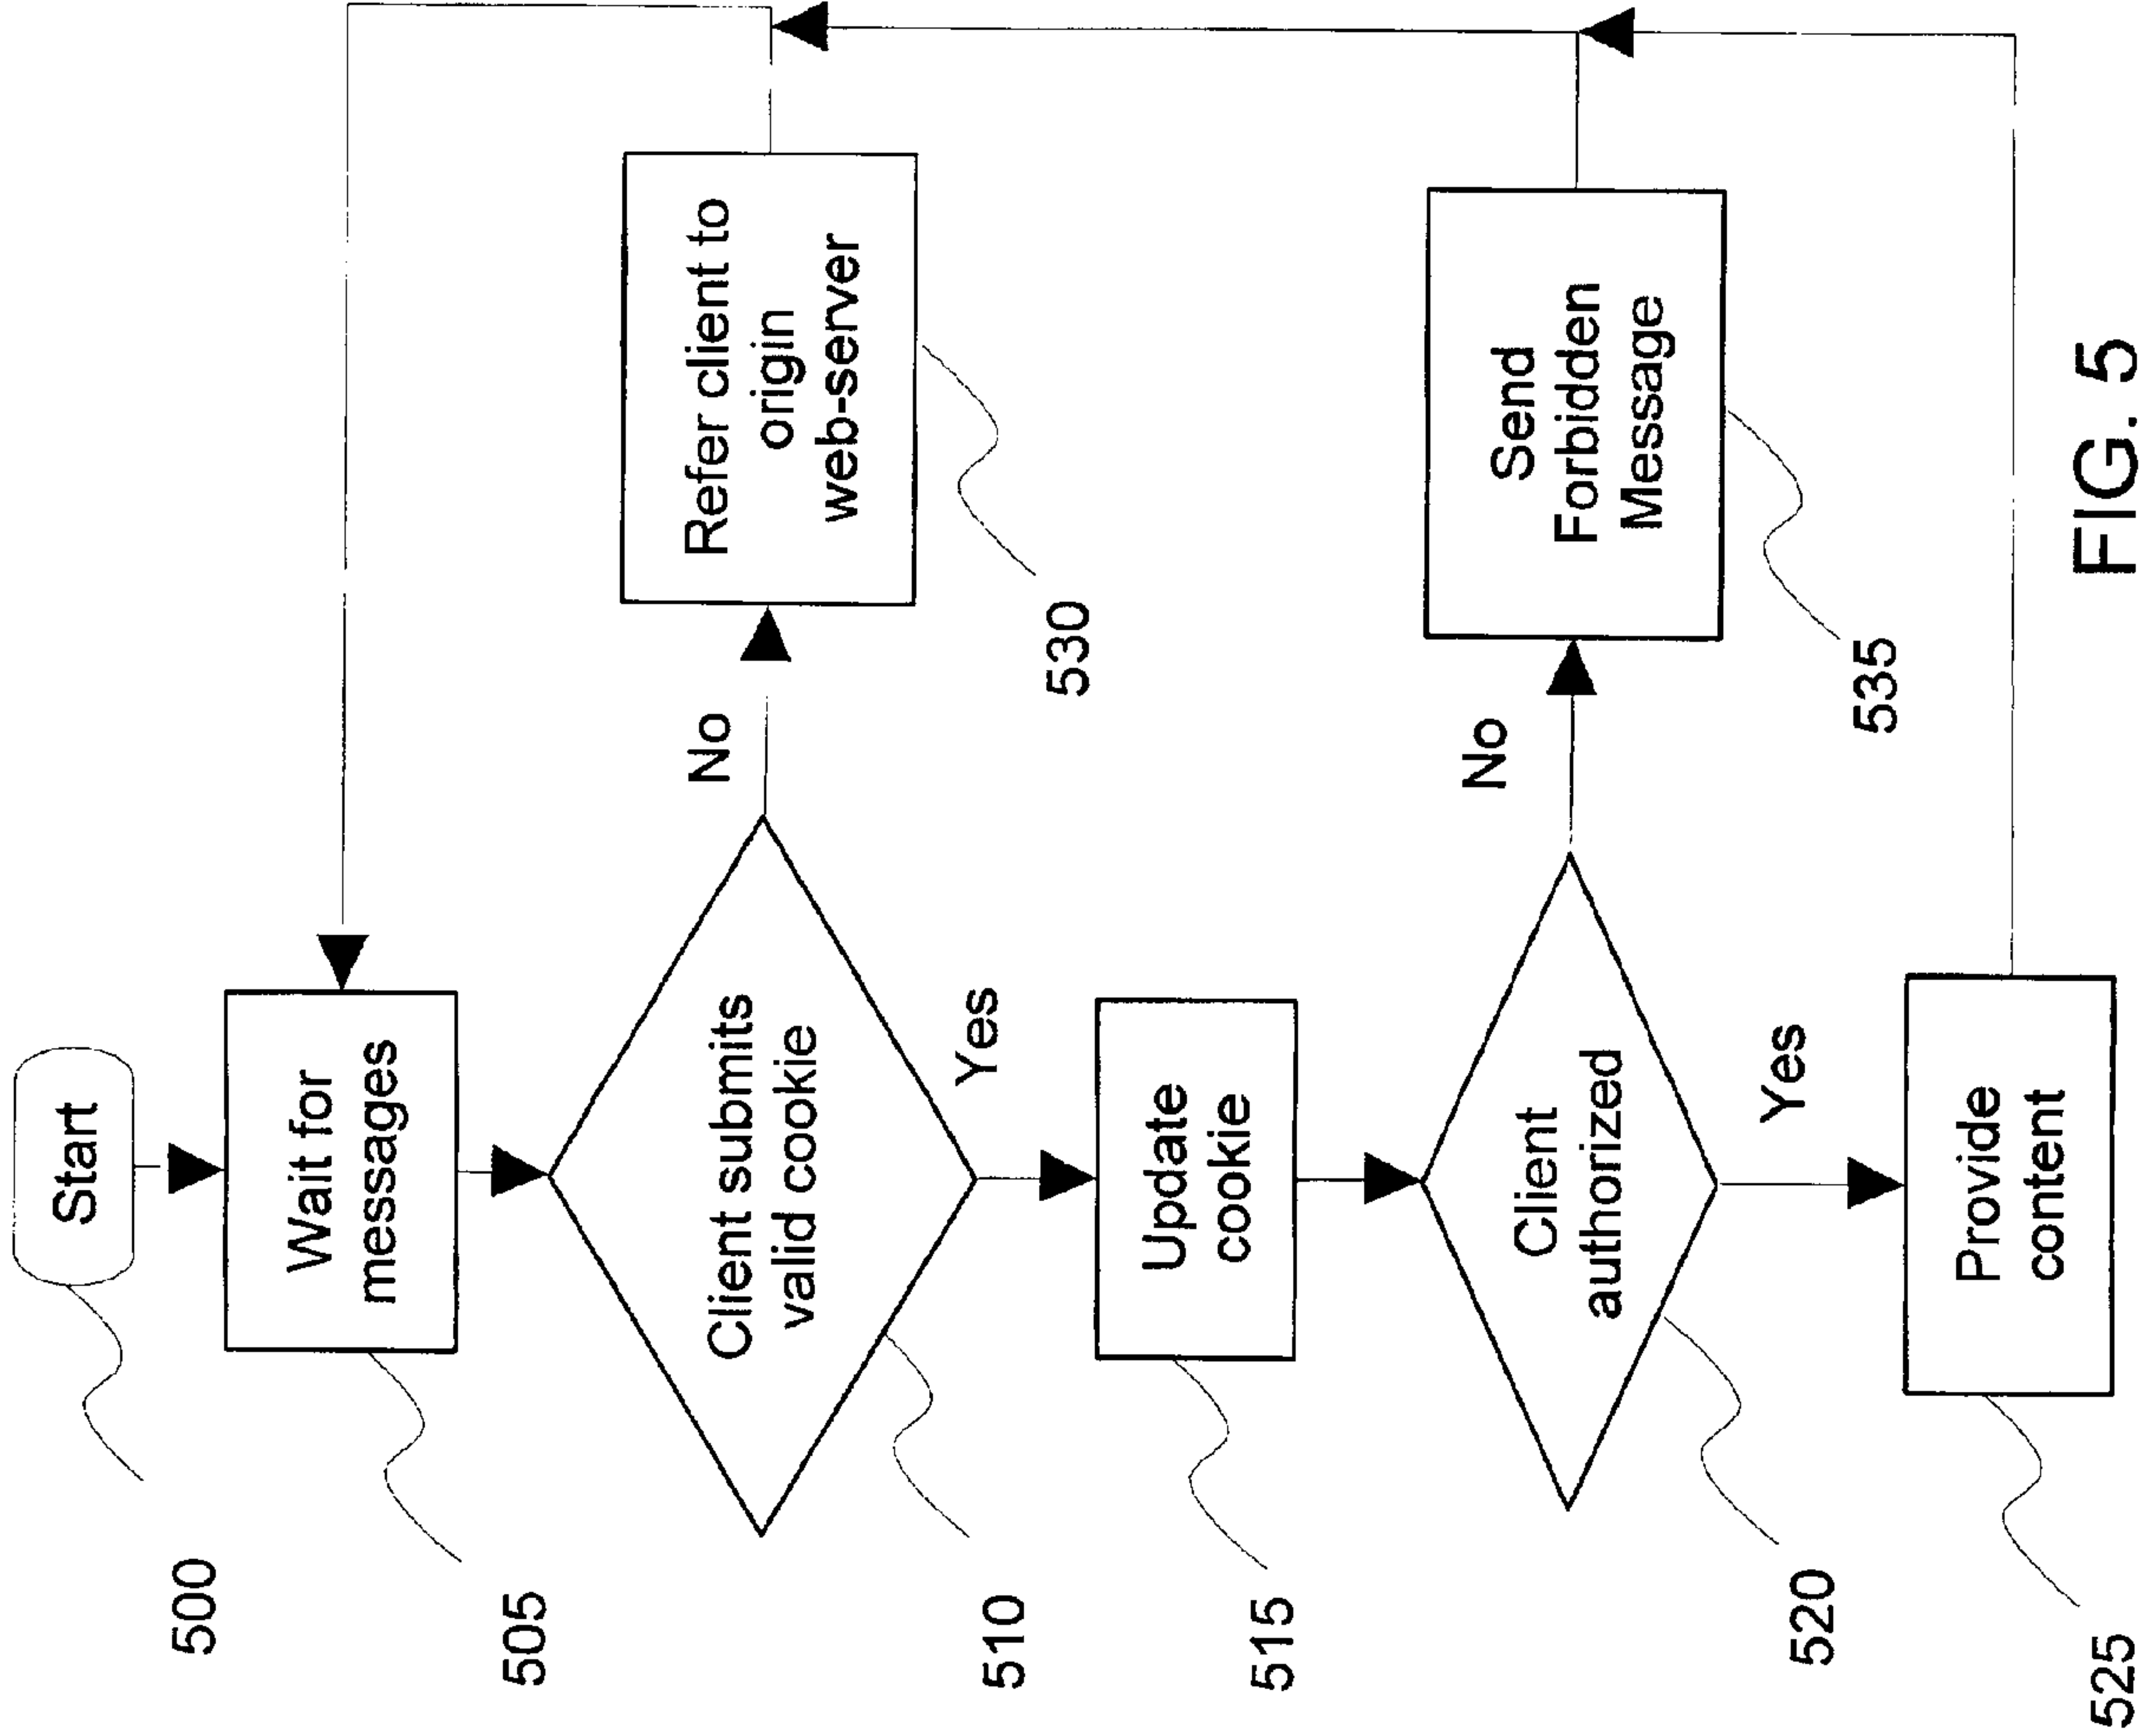 Start
500
Wait for
messages
505
Client submits
valid cookie
510
No
Refer client to
origin
web-server
530
Yes
Update
cookie
515
Client
authorized
520
No
Send
Forbidden
Message
535
Yes
Provide
content
525
FIG. 5